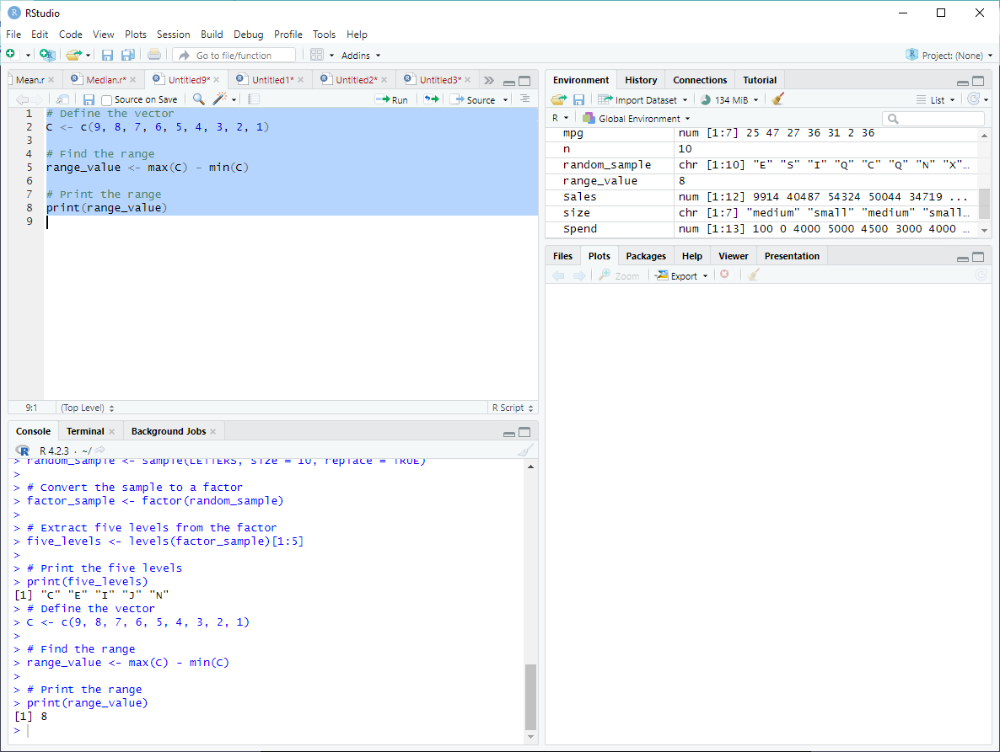 RStudio
File Edit Code View Plots Session Build Debug Profile Tools Help
Go to file/function Addins Project: (None)
Mean.r Median.r* Untitled9* Untitled1* Untitled2* Untitled3*
Source on Save Run Source
1 # Define the vector
2 C <- c(9, 8, 7, 6, 5, 4, 3, 2, 1)
3
4 # Find the range
5 range_value <- max(C) - min(C)
6
7 # Print the range
8 print(range_value)
9
9:1 (Top Level) R Script
Console Terminal Background Jobs
R 4.2.3 · ~/
> random_sample <- sample(LETTERS, size = 10, replace = TRUE)
>
> # Convert the sample to a factor
> factor_sample <- factor(random_sample)
>
> # Extract five levels from the factor
> five_levels <- levels(factor_sample)[1:5]
>
> # Print the five levels
> print(five_levels)
[1] "C" "E" "I" "J" "N"
> # Define the vector
> C <- c(9, 8, 7, 6, 5, 4, 3, 2, 1)
>
> # Find the range
> range_value <- max(C) - min(C)
>
> # Print the range
> print(range_value)
[1] 8
>
Environment History Connections Tutorial
Import Dataset 134 MiB List
R Global Environment
mpg num [1:7] 25 47 27 36 31 2 36
n 10
random_sample chr [1:10] "E" "S" "I" "Q" "C" "Q" "N" "X"…
range_value 8
Sales num [1:12] 9914 40487 54324 50044 34719 ...
size chr [1:7] "medium" "small" "medium" "small…
Spend num [1:13] 100 0 4000 5000 4500 3000 4000 …
Files Plots Packages Help Viewer Presentation
Zoom Export